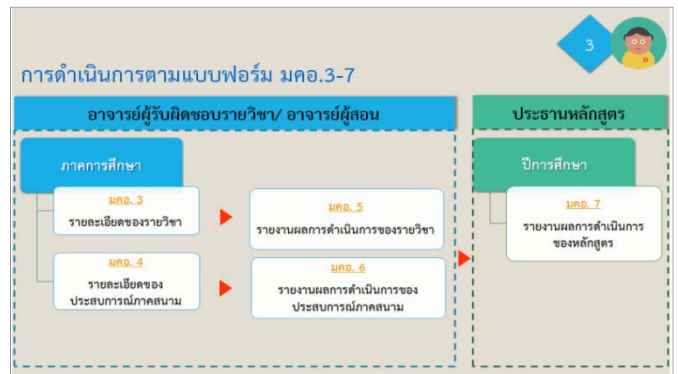 3
การดำเนินการตามแบบฟอร์ม มคอ.3-7
อาจารย์ผู้รับผิดชอบรายวิชา/ อาจารย์ผู้สอน
ประธานหลักสูตร
ภาคการศึกษา
ปีการศึกษา
มคอ. 3
รายละเอียดของรายวิชา
มคอ. 5
รายงานผลการดำเนินการของรายวิชา
มคอ. 7
รายงานผลการดำเนินการ
ของหลักสูตร
มคอ. 4
รายละเอียดของ
ประสบการณ์ภาคสนาม
มคอ. 6
รายงานผลการดำเนินการของ
ประสบการณ์ภาคสนาม